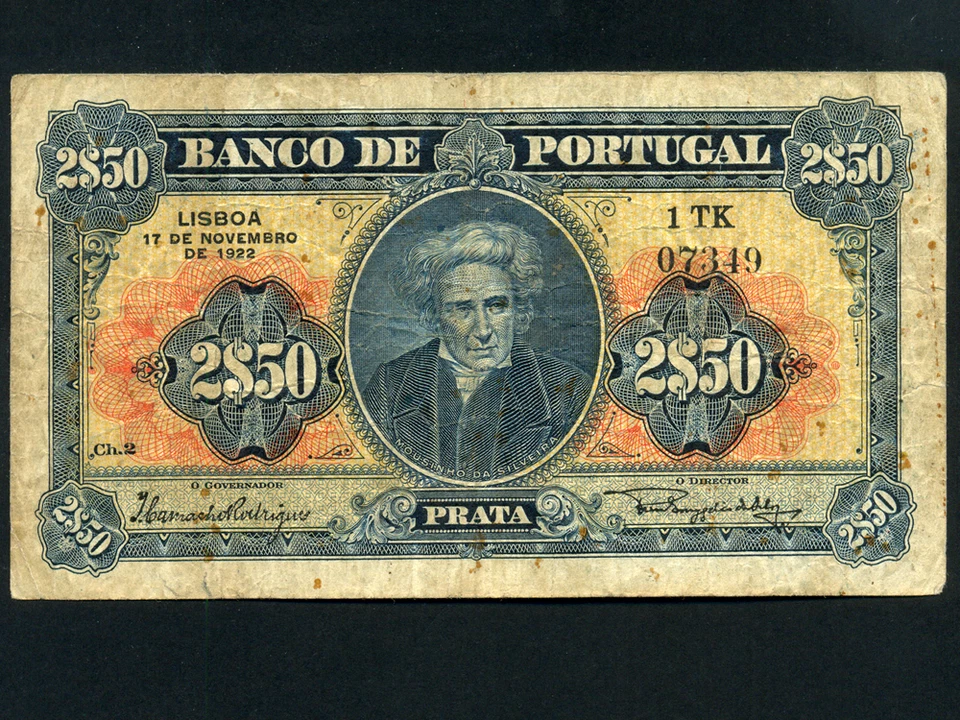 BANCO DE PORTUGAL
2$50
2$50
LISBOA
17 DE NOVEMBRO
DE 1922
1 TK
07349
2$50
2$50
MOUSINHO DA SILVEIRA
Ch.2
O GOVERNADOR
O DIRECTOR
PRATA
2$50
2$50